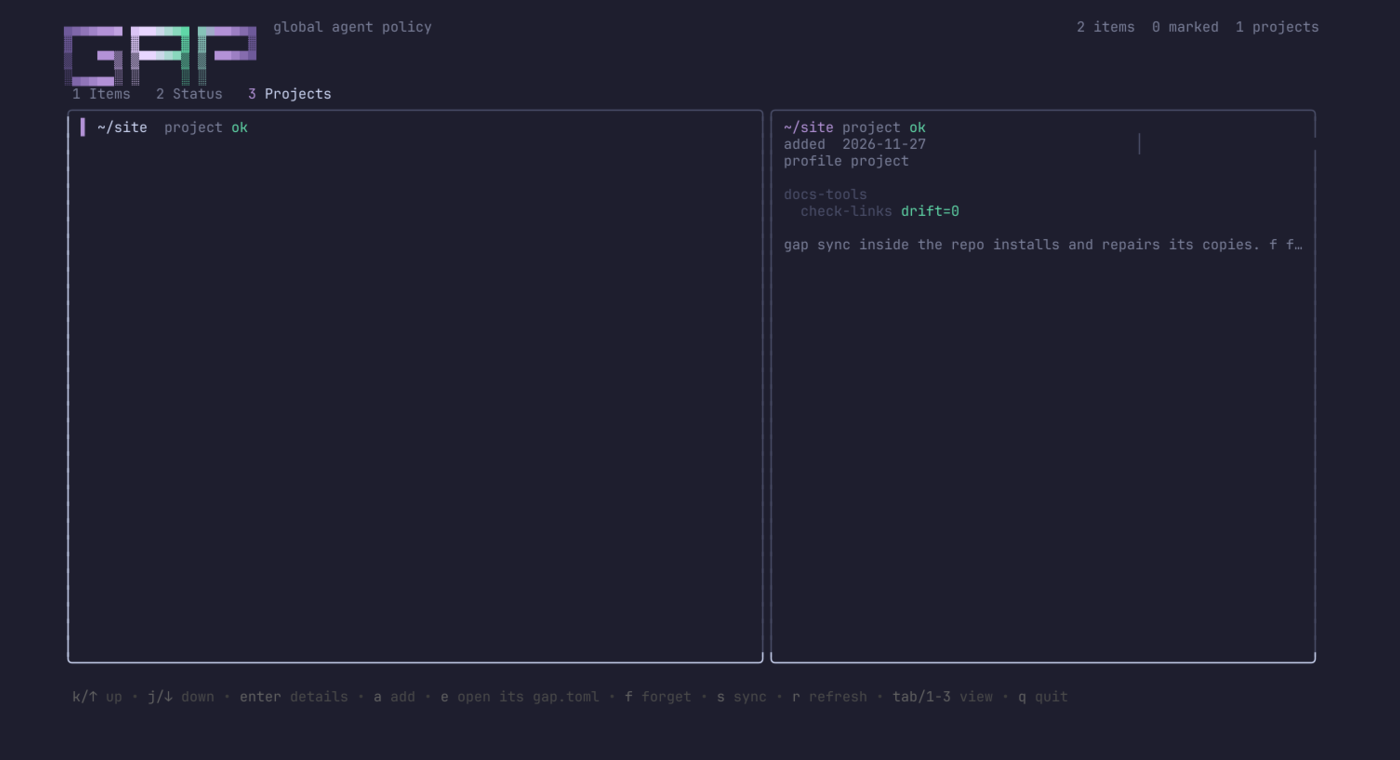 GAP global agent policy 2 items 0 marked 1 projects
1 Items 2 Status 3 Projects
~/site project ok
~/site project ok
added 2026-11-27
profile project
docs-tools
check-links drift=0
gap sync inside the repo installs and repairs its copies. f f…
k/↑ up • j/↓ down • enter details • a add • e open its gap.toml • f forget • s sync • r refresh • tab/1-3 view • q quit